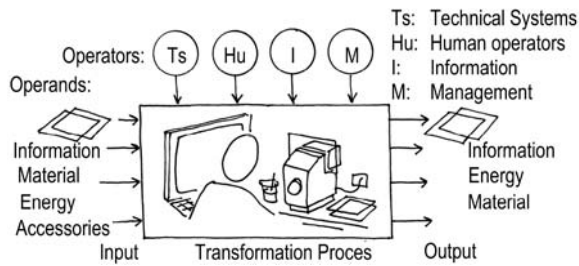 Operators: Ts Hu I M
Ts: Technical Systems
Hu: Human operators
I: Information
M: Management
Operands:
Information
Material
Energy
Accessories
Input
Transformation Proces
Information
Energy
Material
Output